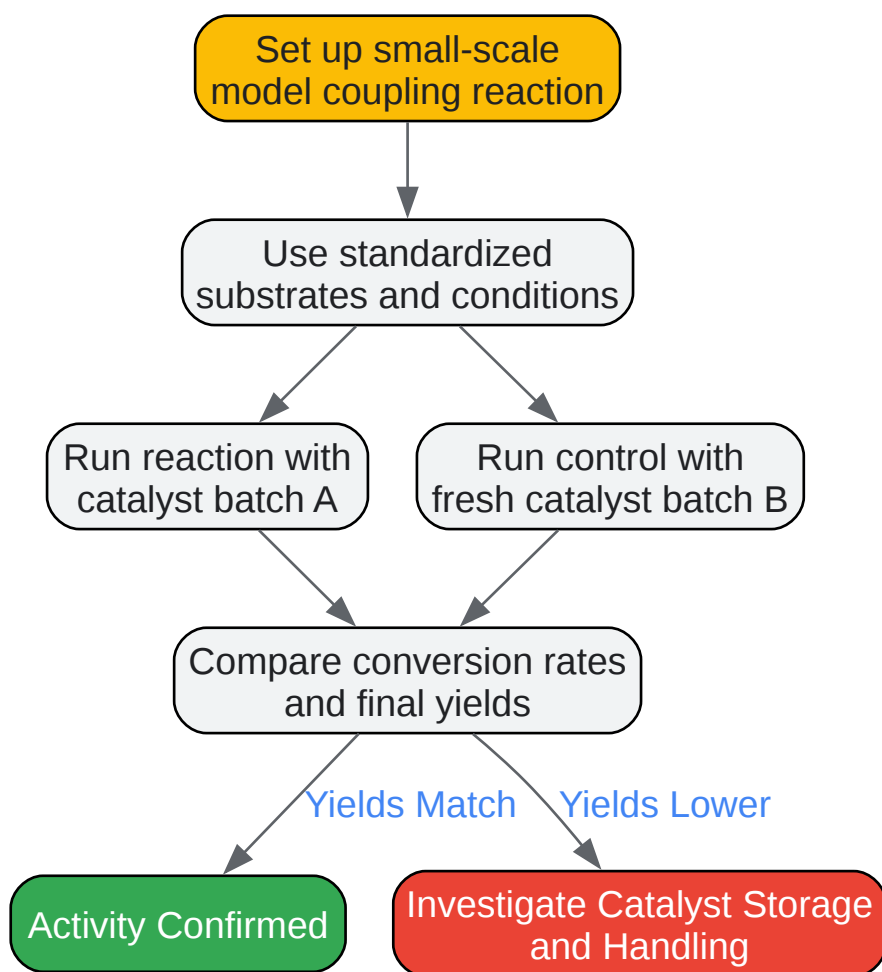 Set up small-scale
model coupling reaction
Use standardized
substrates and conditions
Run reaction with
catalyst batch A
Run control with
fresh catalyst batch B
Compare conversion rates
and final yields
Yields Match
Yields Lower
Activity Confirmed
Investigate Catalyst Storage
and Handling